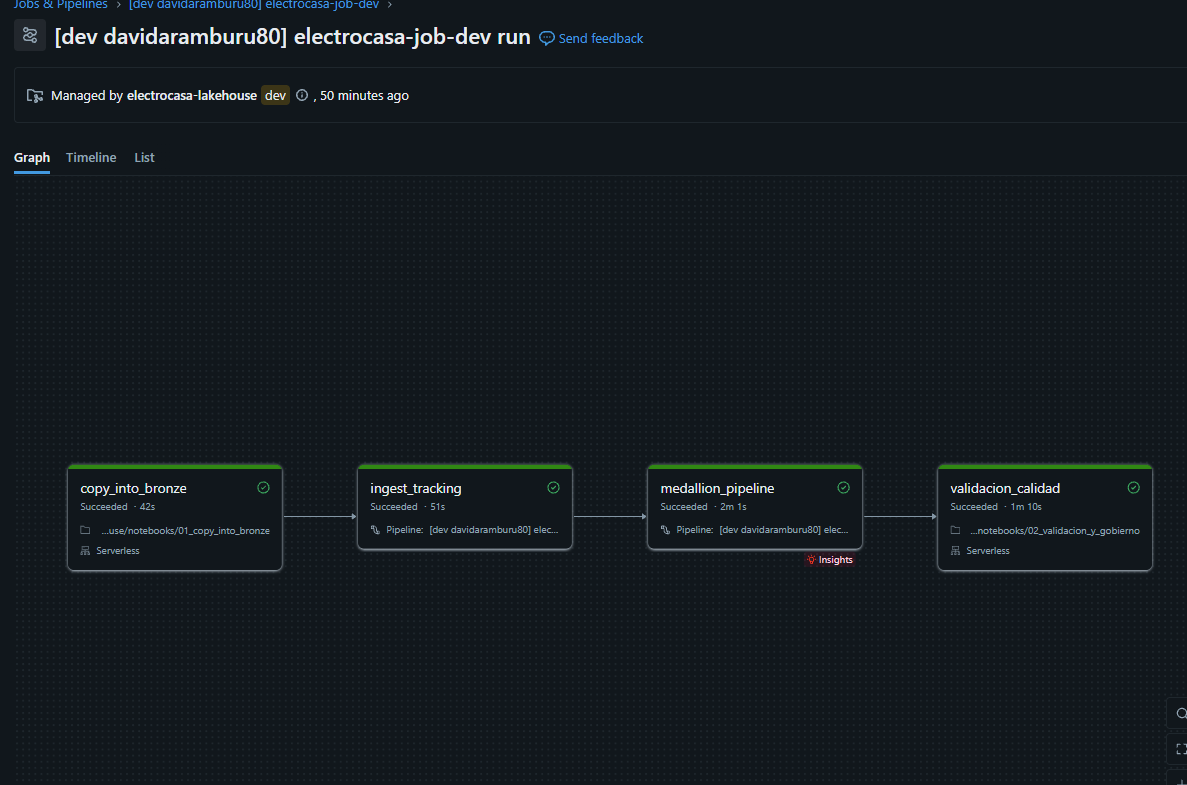 Jobs & Pipelines › [dev davidaramburu80] electrocasa-job-dev ›
[dev davidaramburu80] electrocasa-job-dev run Send feedback
Managed by electrocasa-lakehouse dev , 50 minutes ago
Graph Timeline List
copy_into_bronze
Succeeded · 42s
...use/notebooks/01_copy_into_bronze
Serverless
ingest_tracking
Succeeded · 51s
Pipeline: [dev davidaramburu80] elec...
medallion_pipeline
Succeeded · 2m 1s
Pipeline: [dev davidaramburu80] elec...
Insights
validacion_calidad
Succeeded · 1m 10s
...notebooks/02_validacion_y_gobierno
Serverless